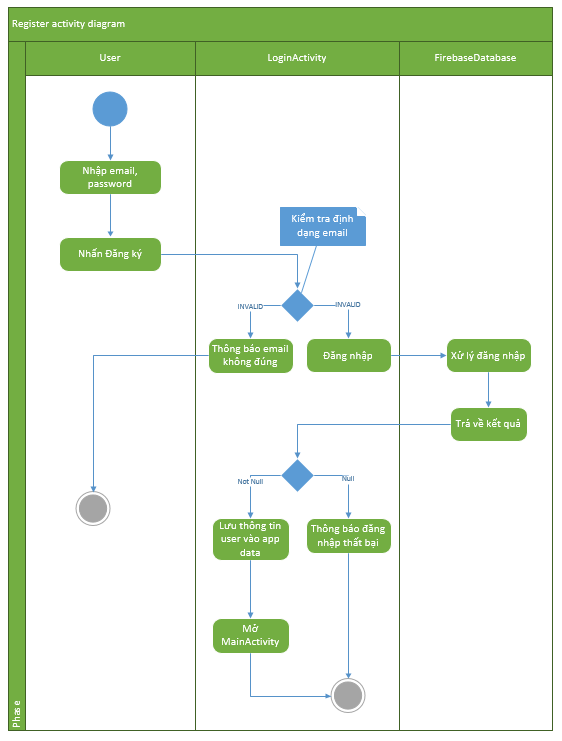 Register activity diagram
User
LoginActivity
FirebaseDatabase
Nhập email,
password
Kiểm tra định
dạng email
Nhấn Đăng ký
INVALID
INVALID
Thông báo email
không đúng
Đăng nhập
Xử lý đăng nhập
Trả về kết quả
Not Null
Null
Lưu thông tin
user vào app
data
Thông báo đăng
nhập thất bại
Mở
MainActivity
Phase